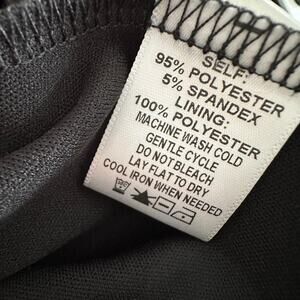 SELF:
95% POLYESTER
5% SPANDEX
LINING:
100% POLYESTER
MACHINE WASH COLD
GENTLE CYCLE
DO NOT BLEACH
LAY FLAT TO DRY
COOL IRON WHEN NEEDED